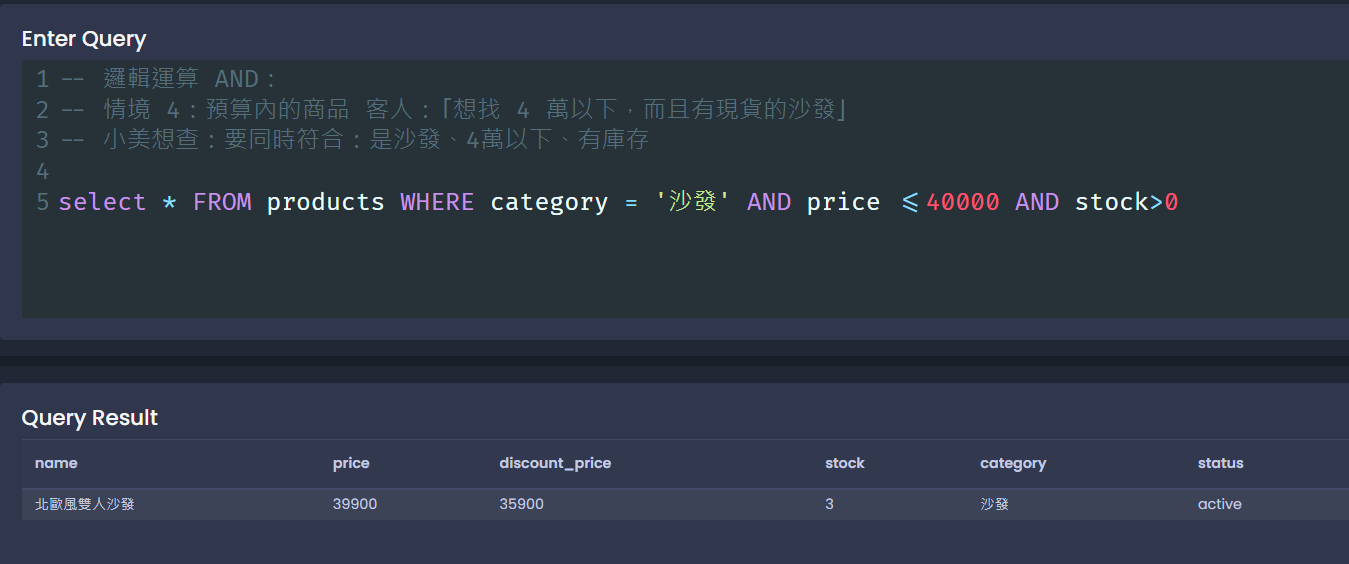 Enter Query
1 -- 邏輯運算 AND：
2 -- 情境 4：預算內的商品 客人：「想找 4 萬以下，而且有現貨的沙發」
3 -- 小美想查：要同時符合：是沙發、4萬以下、有庫存
4
5 select * FROM products WHERE category = '沙發' AND price <=40000 AND stock>0
Query Result
name price discount_price stock category status
北歐風雙人沙發 39900 35900 3 沙發 active